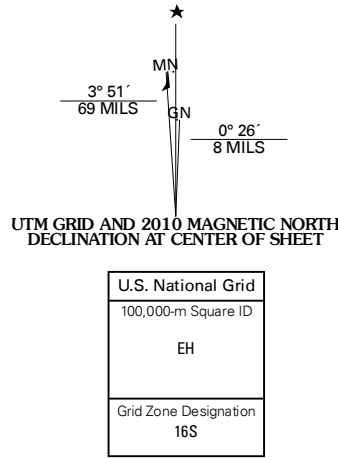 ★
MN
3° 51´
69 MILS
GN
0° 26´
8 MILS
UTM GRID AND 2010 MAGNETIC NORTH
DECLINATION AT CENTER OF SHEET
U.S. National Grid
100,000-m Square ID
EH
Grid Zone Designation
16S